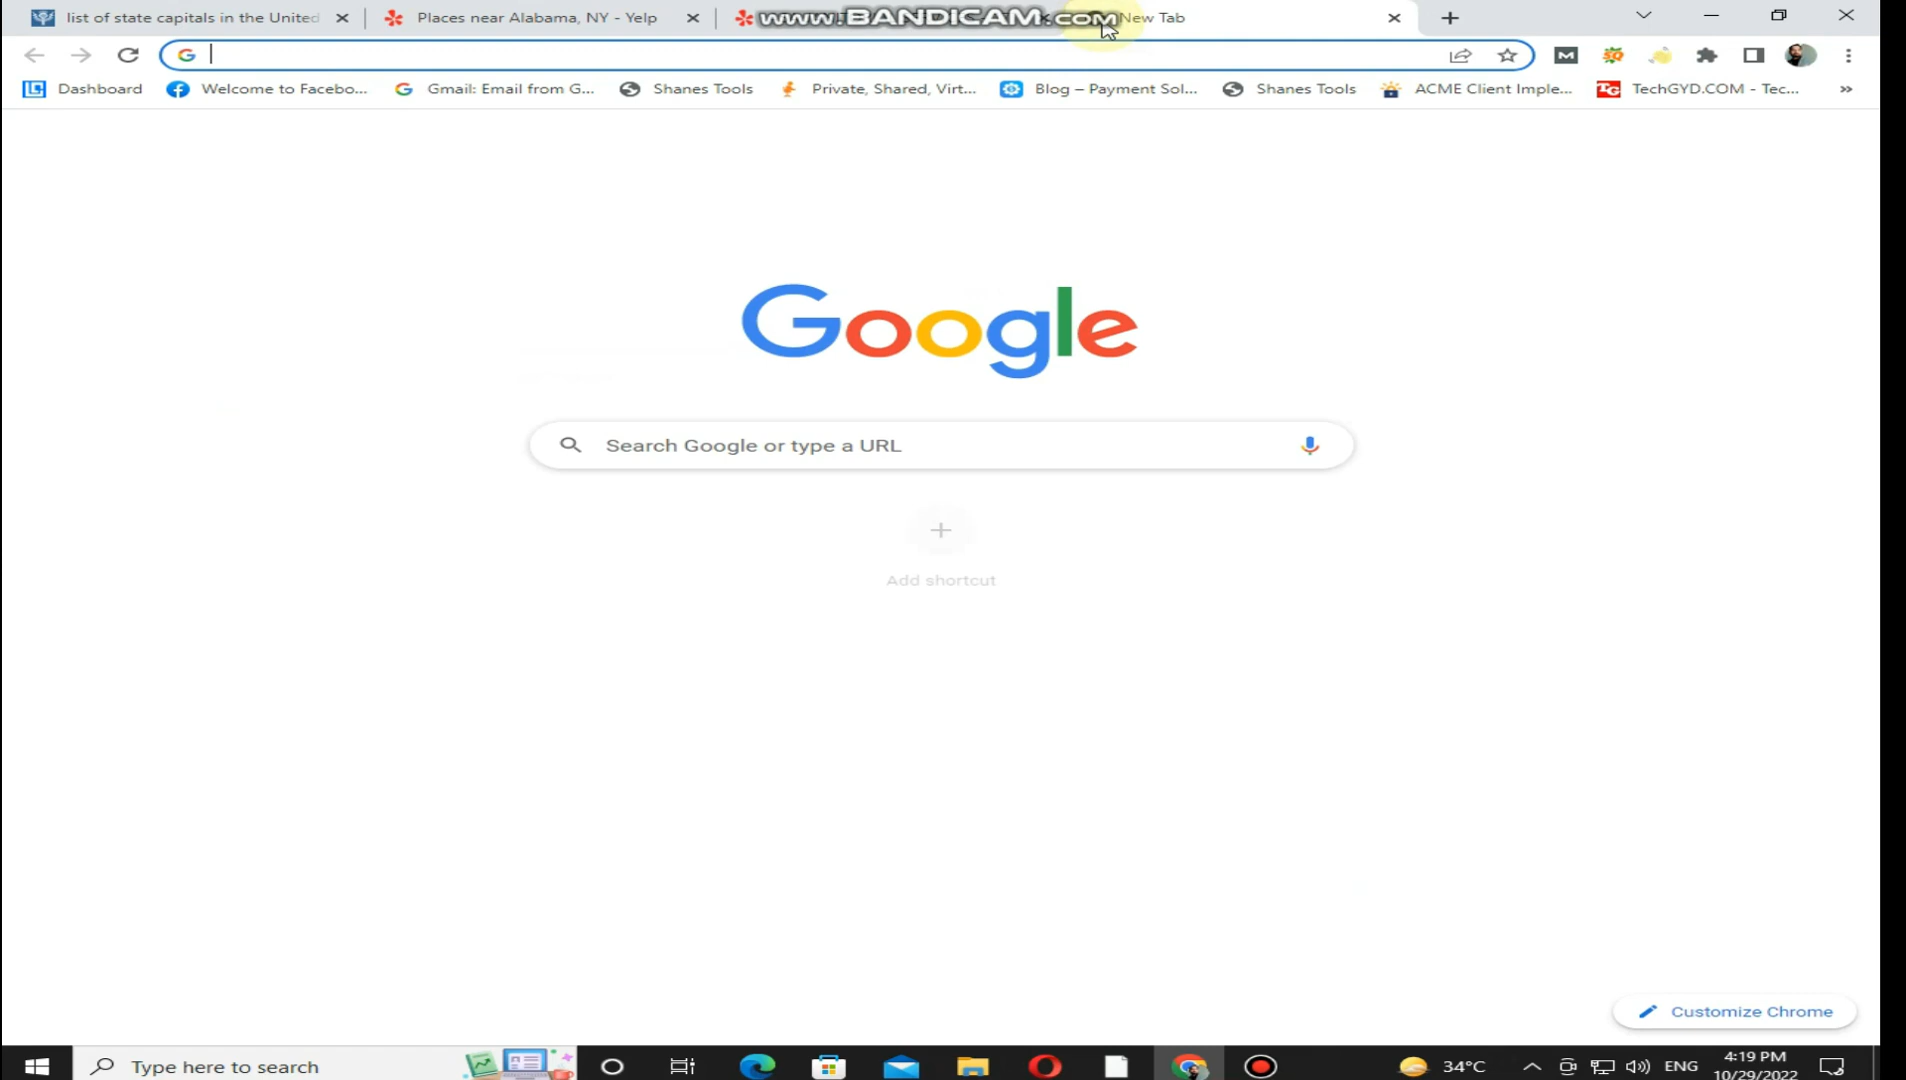 list of state capitals in the United
Places near Alabama, NY - Yelp
www.BANDICAM.com
New Tab
Dashboard
Welcome to Facebo...
Gmail: Email from G...
Shanes Tools
Private, Shared, Virt...
Blog – Payment Sol...
Shanes Tools
ACME Client Imple...
TechGYD.COM - Tec...
Google
Search Google or type a URL
Add shortcut
Customize Chrome
Type here to search
34°C
ENG
4:19 PM
10/29/2022